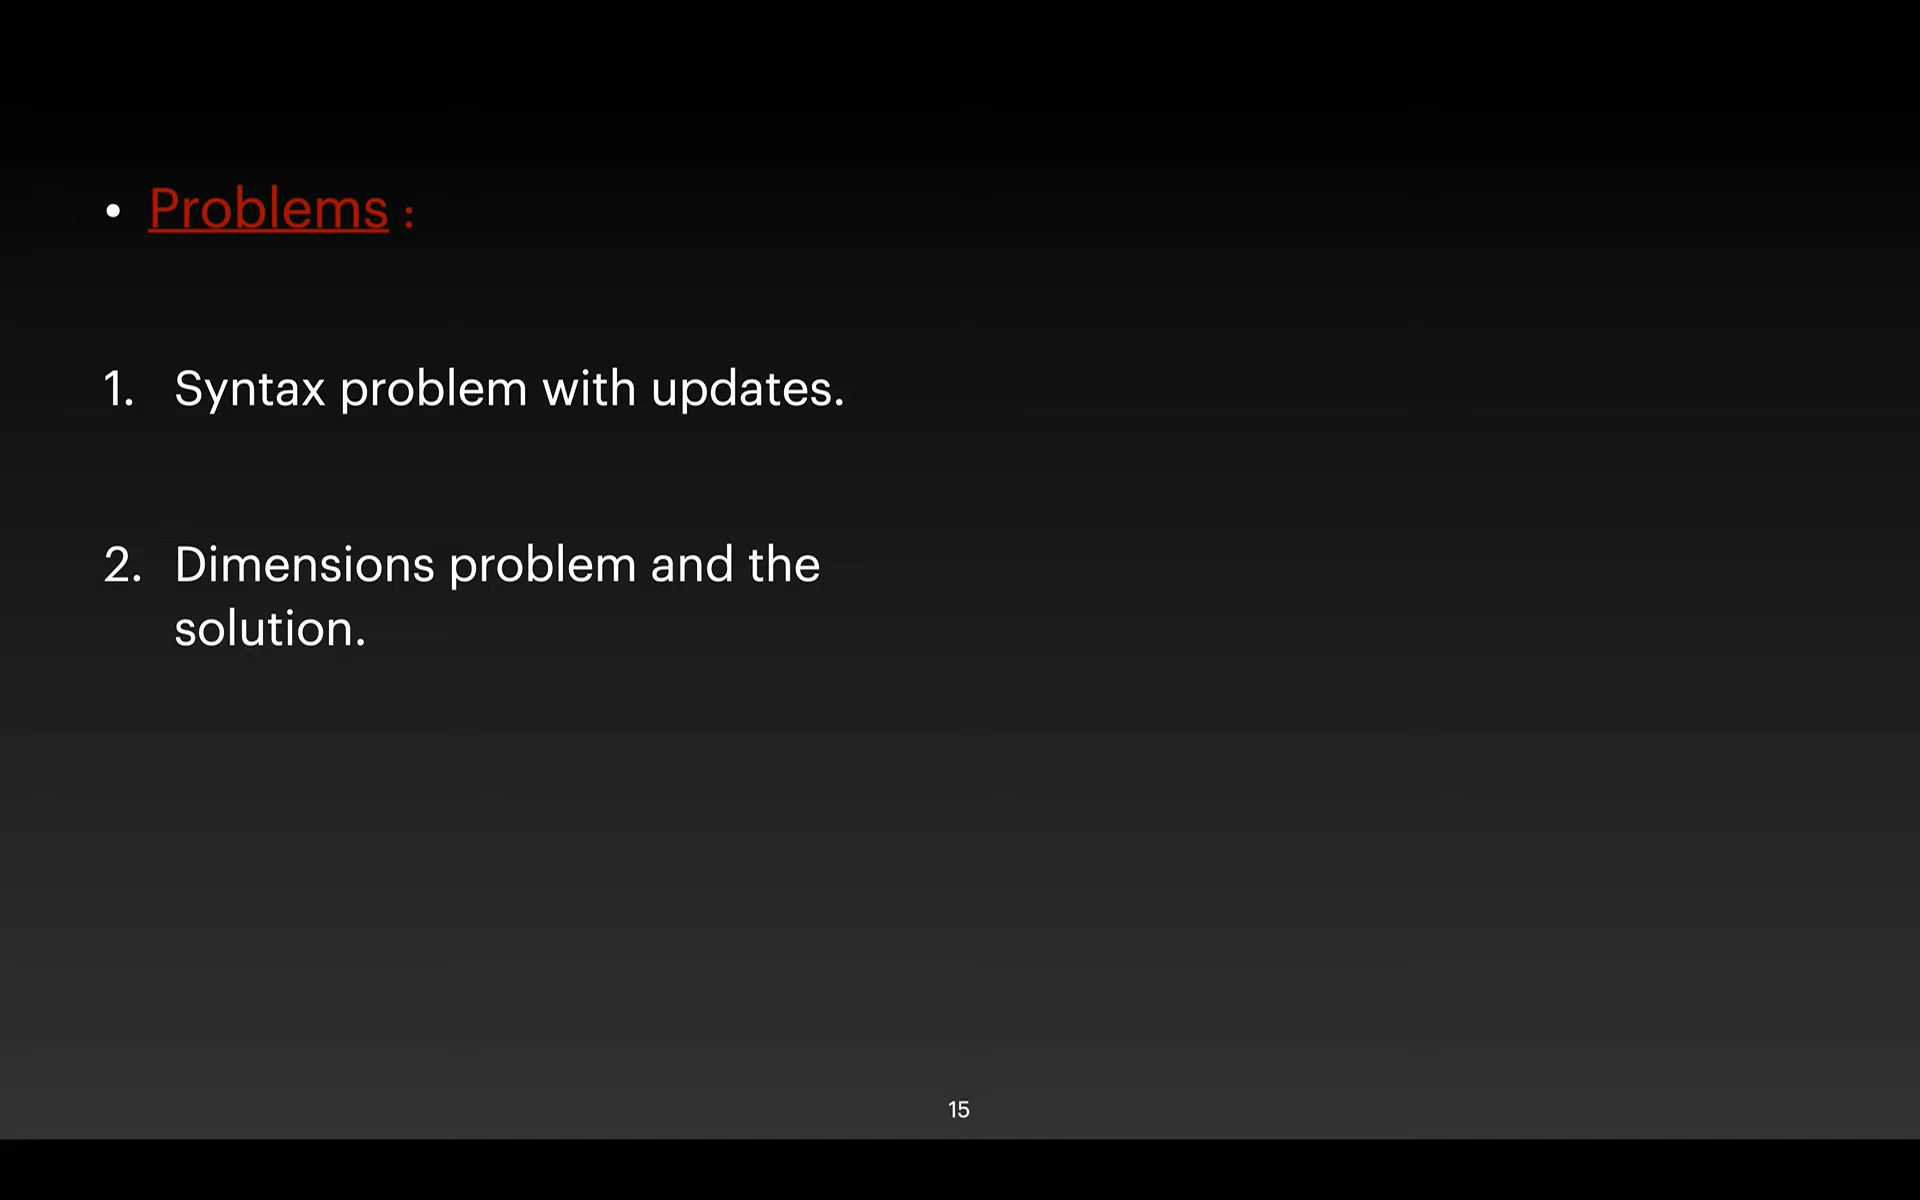 • Problems :
1. Syntax problem with updates.
2. Dimensions problem and the
solution.
15